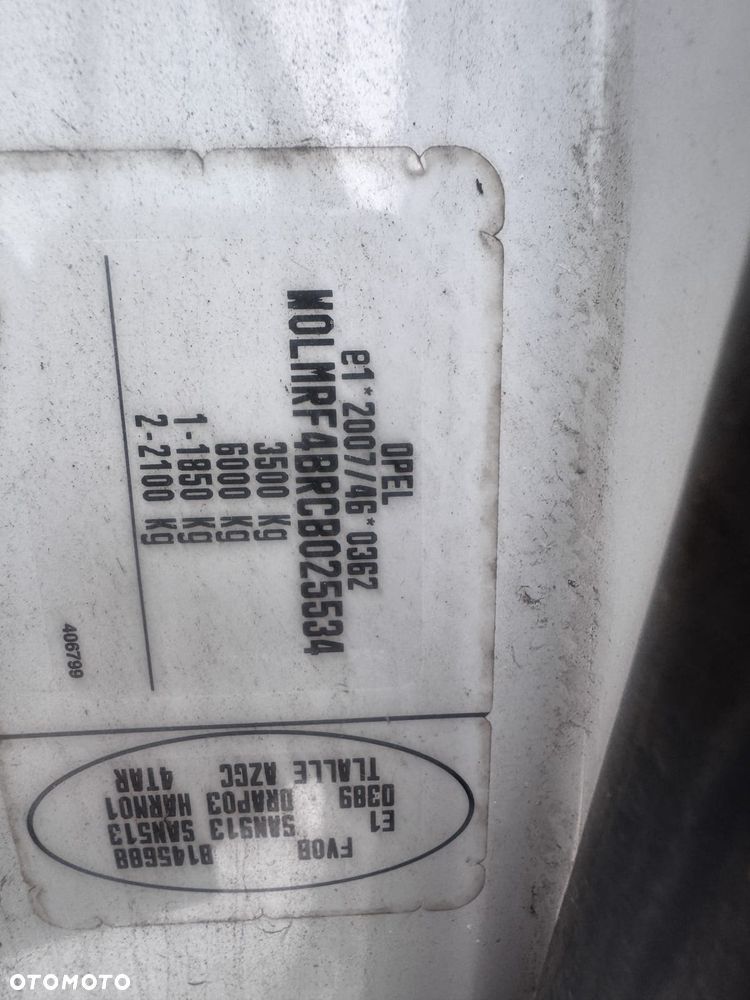 OPEL
e1*2007//46*0362
W0LMRF4BRCB025534
3500 kg
6000 kg
1-1850 kg
2-2100 kg
406799
FV0B B145688
E1 SAN913 SAN513
0389 DRAP03 HARN01
TLALLE AZGC 4TAR
OTOMOTO